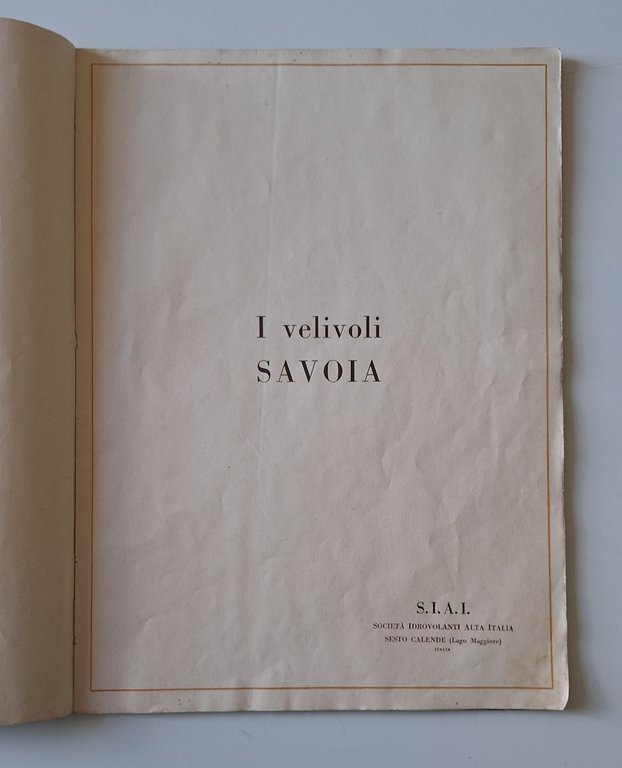 I velivoli
SAVOIA
S.I.A.I.
Società Idrovolanti Alta Italia
SESTO CALENDE (Lago Maggiore)
ITALIA